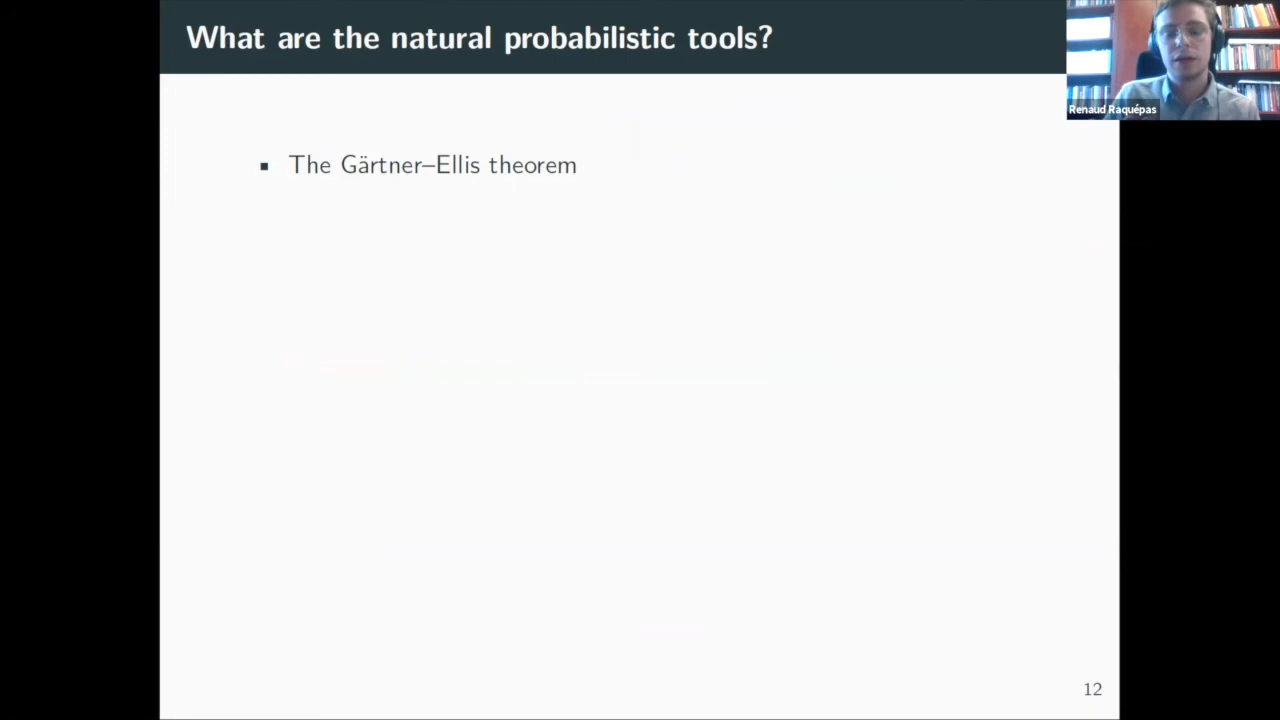 What are the natural probabilistic tools?
Renaud Raquépas
▪ The Gärtner–Ellis theorem
12